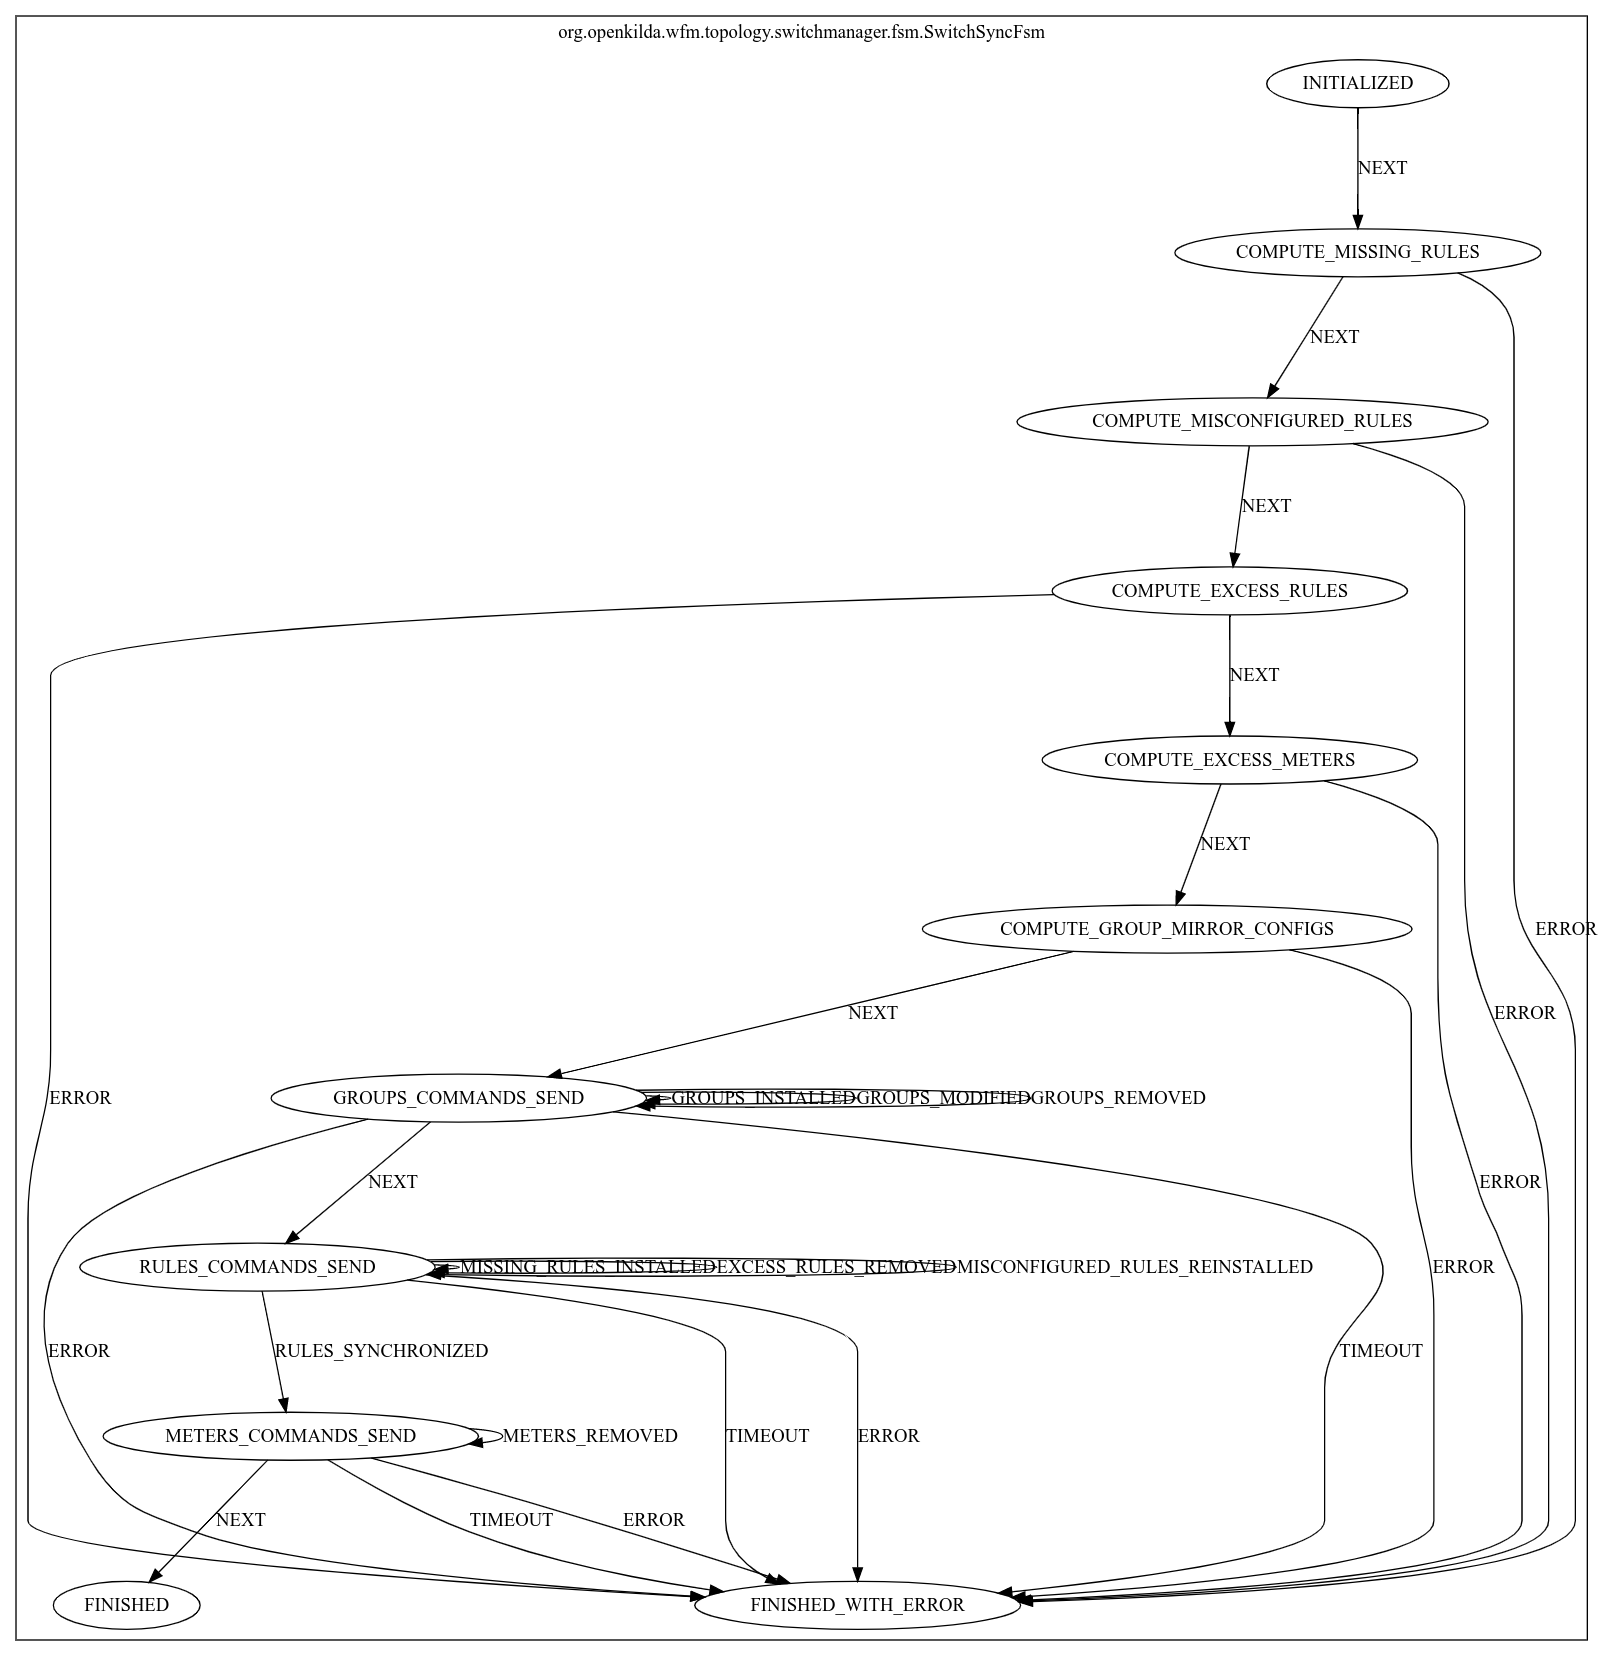 org.openkilda.wfm.topology.switchmanager.fsm.SwitchSyncFsm
INITIALIZED
NEXT
COMPUTE_MISSING_RULES
NEXT
COMPUTE_MISCONFIGURED_RULES
NEXT
COMPUTE_EXCESS_RULES
NEXT
COMPUTE_EXCESS_METERS
NEXT
COMPUTE_GROUP_MIRROR_CONFIGS
ERROR
NEXT
ERROR
ERROR
GROUPS_COMMANDS_SEND
GROUPS_INSTALLED
GROUPS_MODIFIED
GROUPS_REMOVED
NEXT
ERROR
RULES_COMMANDS_SEND
MISSING_RULES_INSTALLED
EXCESS_RULES_REMOVED
MISCONFIGURED_RULES_REINSTALLED
ERROR
ERROR
RULES_SYNCHRONIZED
TIMEOUT
METERS_COMMANDS_SEND
METERS_REMOVED
TIMEOUT
ERROR
NEXT
TIMEOUT
ERROR
FINISHED
FINISHED_WITH_ERROR